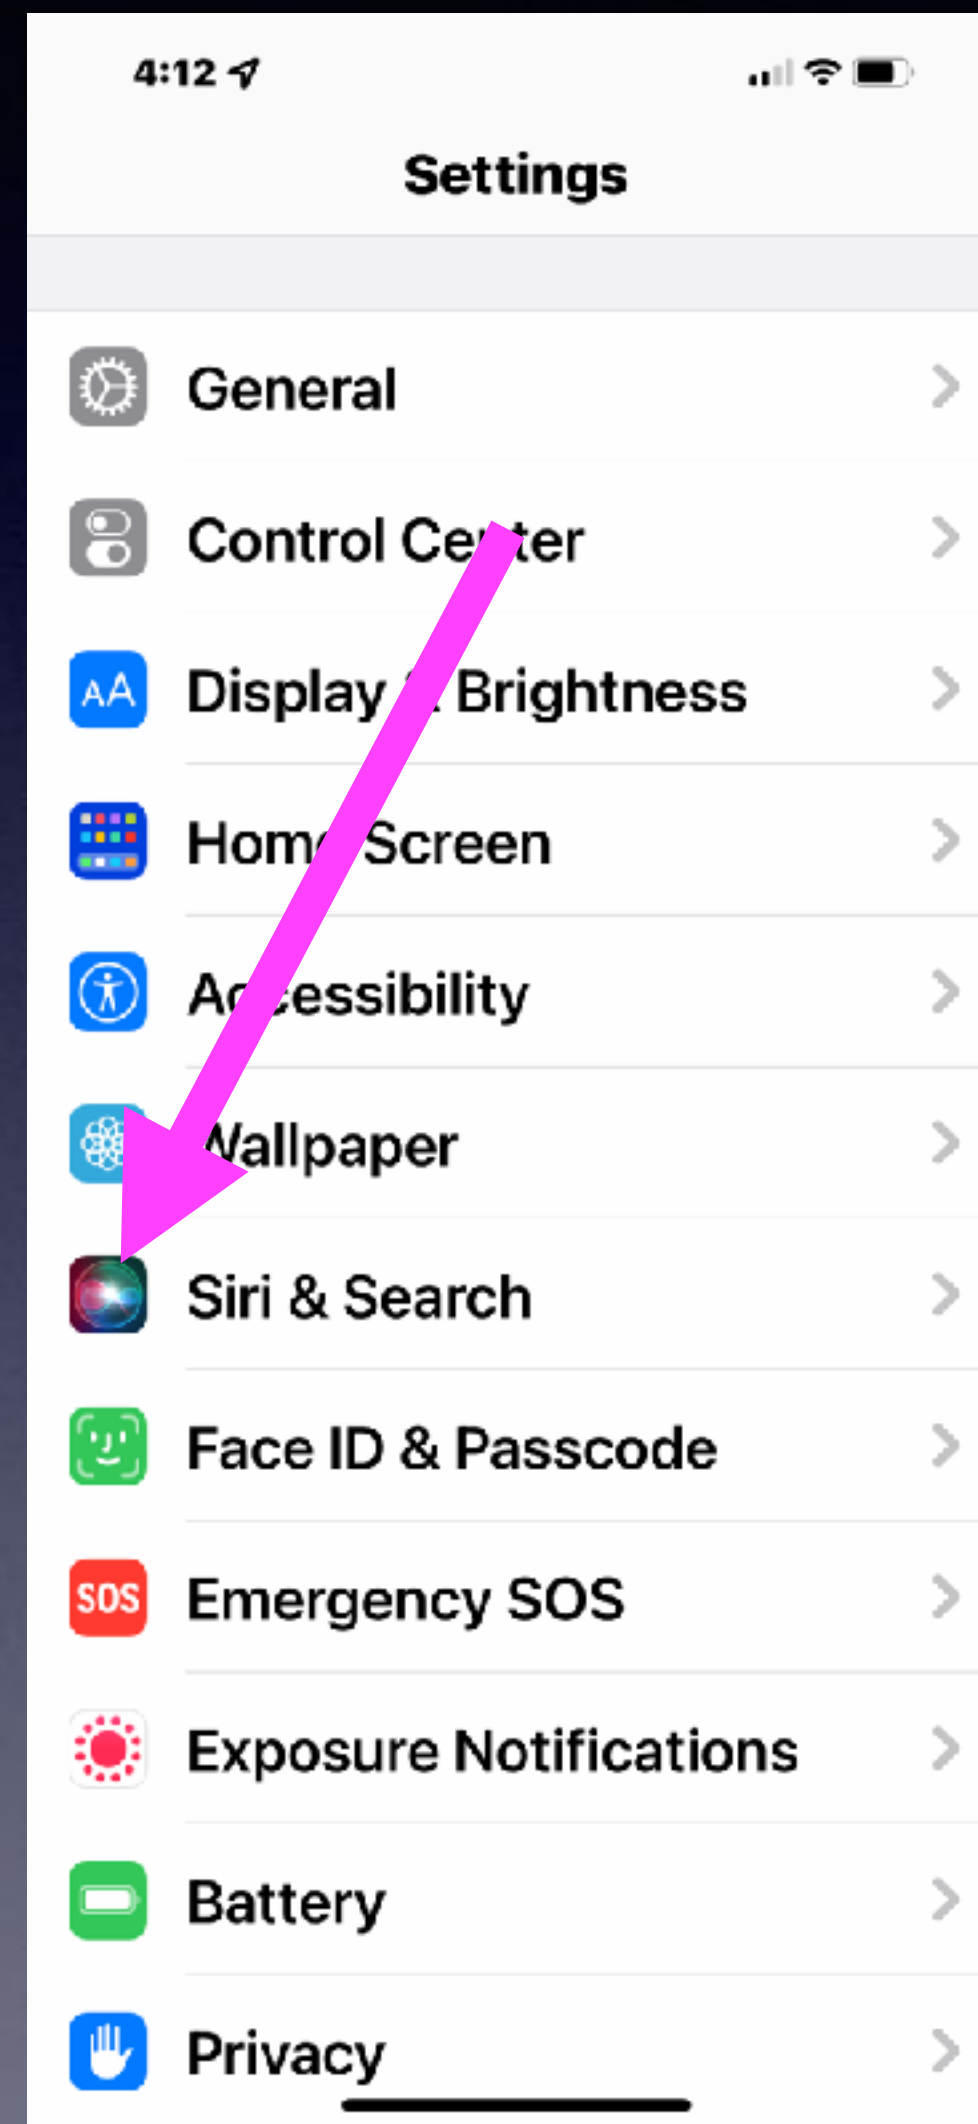 4:12
Settings
General
Control Center
AA
Display & Brightness
Home Screen
Accessibility
Wallpaper
Siri & Search
Face ID & Passcode
SOS
Emergency SOS
Exposure Notifications
Battery
Privacy